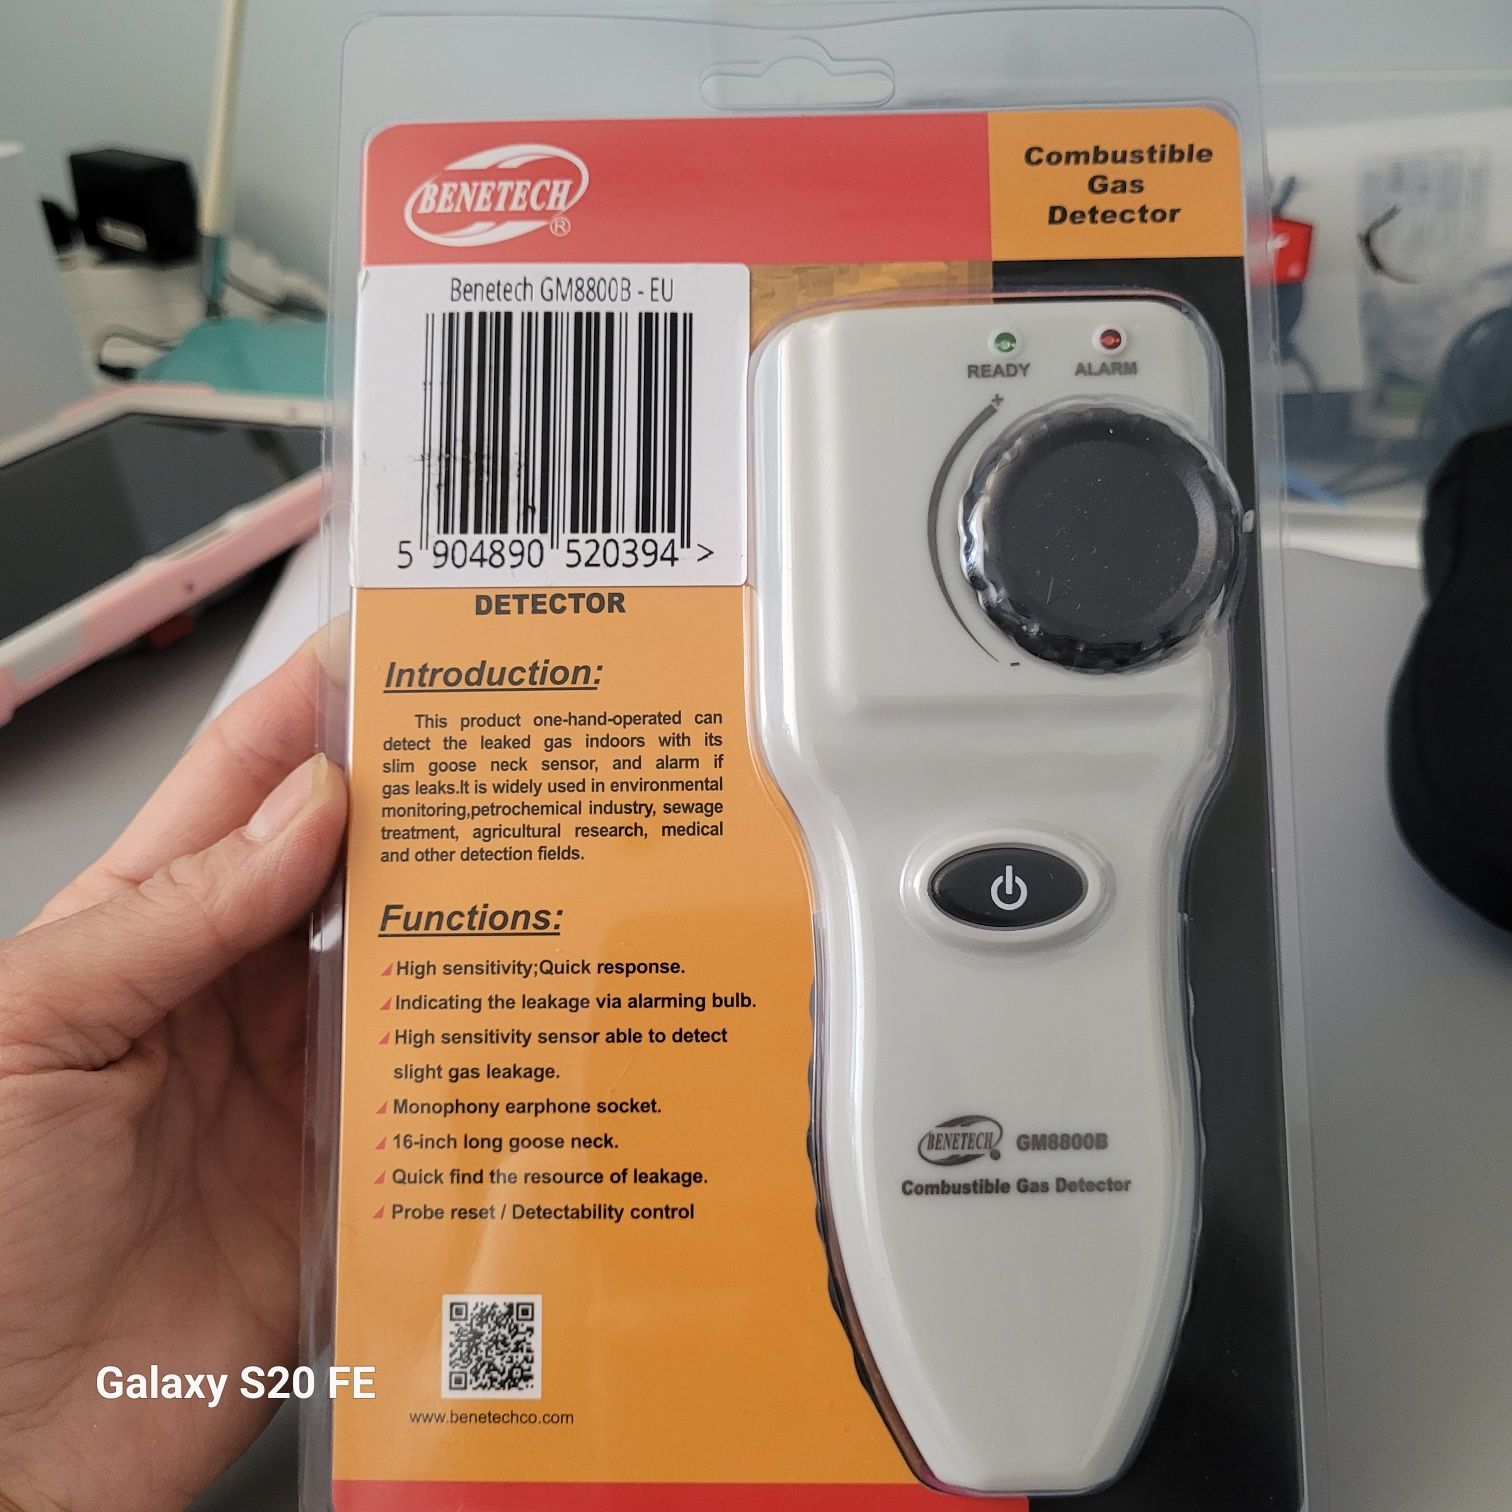 BENETECH
®
Combustible
Gas
Detector
Benetech GM8800B - EU
5 904890 520394 >
DETECTOR
READY
ALARM
+
-
Introduction:
This product one-hand-operated can
detect the leaked gas indoors with its
slim goose neck sensor, and alarm if
gas leaks.It is widely used in environmental
monitoring,petrochemical industry, sewage
treatment, agricultural research, medical
and other detection fields.
Functions:
High sensitivity;Quick response.
Indicating the leakage via alarming bulb.
High sensitivity sensor able to detect
slight gas leakage.
Monophony earphone socket.
16-inch long goose neck.
Quick find the resource of leakage.
Probe reset / Detectability control
BENETECH GM8800B
Combustible Gas Detector
www.benetechco.com
Galaxy S20 FE